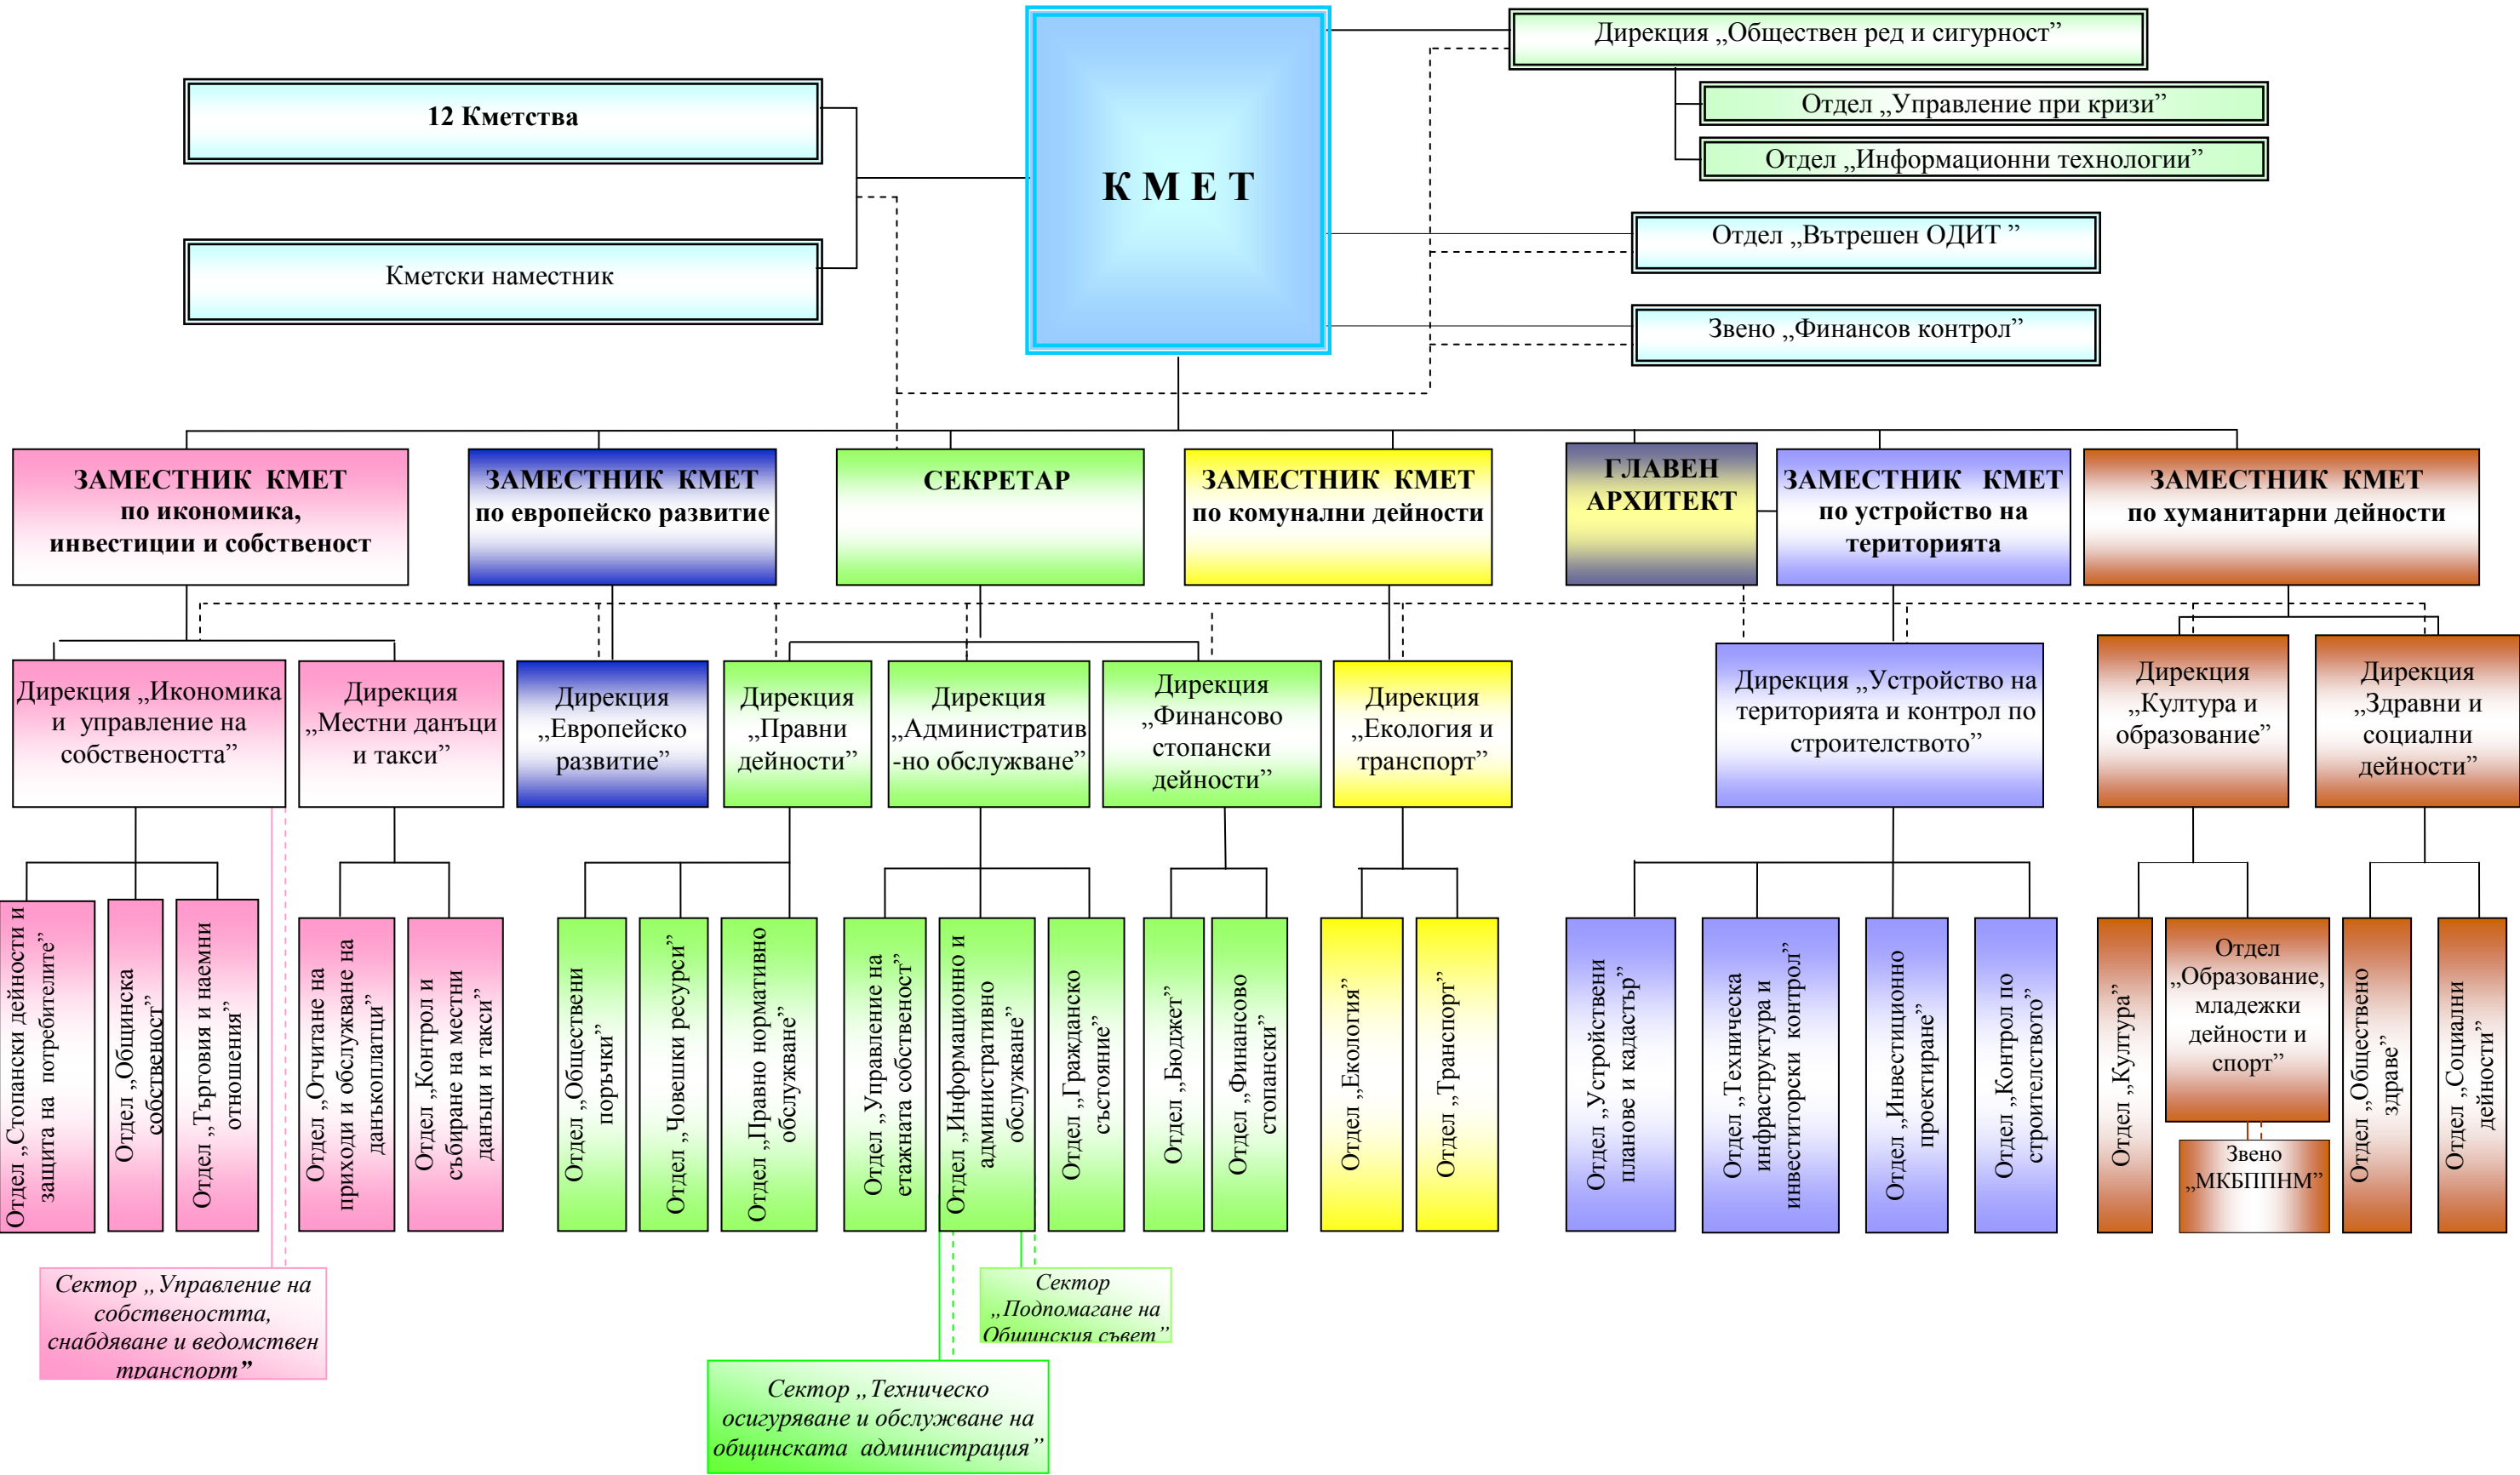 Дирекция „Обществен ред и сигурност”
Отдел „Управление при кризи”
Отдел „Информационни технологии”
12 Кметства
К М Е Т
Отдел „Вътрешен ОДИТ ”
Кметски наместник
Звено „Финансов контрол”
ЗАМЕСТНИК КМЕТ
по икономика,
инвестиции и собственост
ЗАМЕСТНИК КМЕТ
по европейско развитие
СЕКРЕТАР
ЗАМЕСТНИК КМЕТ
по комунални дейности
ГЛАВЕН
АРХИТЕКТ
ЗАМЕСТНИК КМЕТ
по устройство на
територията
ЗАМЕСТНИК КМЕТ
по хуманитарни дейности
Дирекция „Икономика
и управление на
собствеността”
Дирекция
„Местни данъци
и такси”
Дирекция
„Европейско
развитие”
Дирекция
„Правни
дейности”
Дирекция
„Административ
-но обслужване”
Дирекция
„Финансово
стопански
дейности”
Дирекция
„Екология и
транспорт”
Дирекция „Устройство на
територията и контрол по
строителството”
Дирекция
„Култура и
образование”
Дирекция
„Здравни и
социални
дейности”
Отдел „Стопански дейности и
защита на потребителите”
Отдел „Общинска
собственост”
Отдел „Търговия и наемни
отношения”
Отдел „Отчитане на
приходи и обслужване на
данъкоплатци”
Отдел „Контрол и
събиране на местни
данъци и такси”
Отдел „Обществени
поръчки”
Отдел „Човешки ресурси”
Отдел „Правно нормативно
обслужване”
Отдел „Управление на
етажната собственост”
Отдел „Информационно и
административно
обслужване”
Отдел „Гражданско
състояние”
Отдел „Бюджет”
Отдел „Финансово
стопански”
Отдел „Екология”
Отдел „Транспорт”
Отдел „Устройствени
планове и кадастър”
Отдел „Техническа
инфраструктура и
инвеститорски контрол”
Отдел „Инвестиционно
проектиране”
Отдел „Контрол по
строителството”
Отдел „Култура”
Отдел
„Образование,
младежки
дейности и
спорт”
Звено
„МКБППНМ”
Отдел „Обществено
здраве”
Отдел „Социални
дейности”
Сектор „Управление на
собствеността,
снабдяване и ведомствен
транспорт”
Сектор
„Подпомагане на
Общинския съвет”
Сектор „Техническо
осигуряване и обслужване на
общинската администрация”